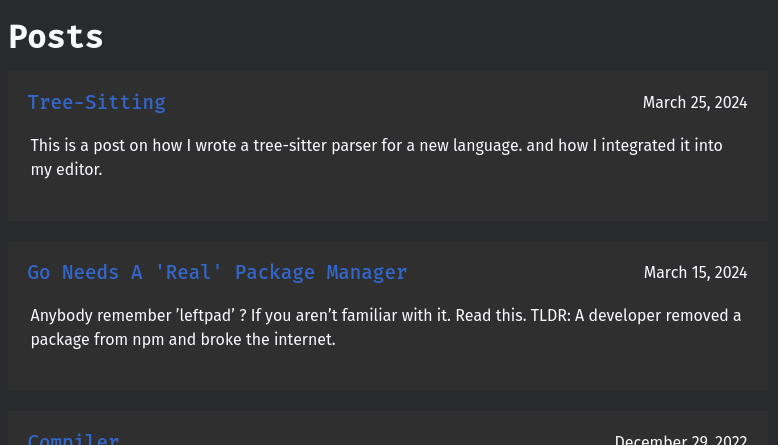 Posts
Tree-Sitting
March 25, 2024
This is a post on how I wrote a tree-sitter parser for a new language. and how I integrated it into
my editor.
Go Needs A 'Real' Package Manager
March 15, 2024
Anybody remember ’leftpad’ ? If you aren’t familiar with it. Read this. TLDR: A developer removed a
package from npm and broke the internet.
Compiler
December 29, 2022